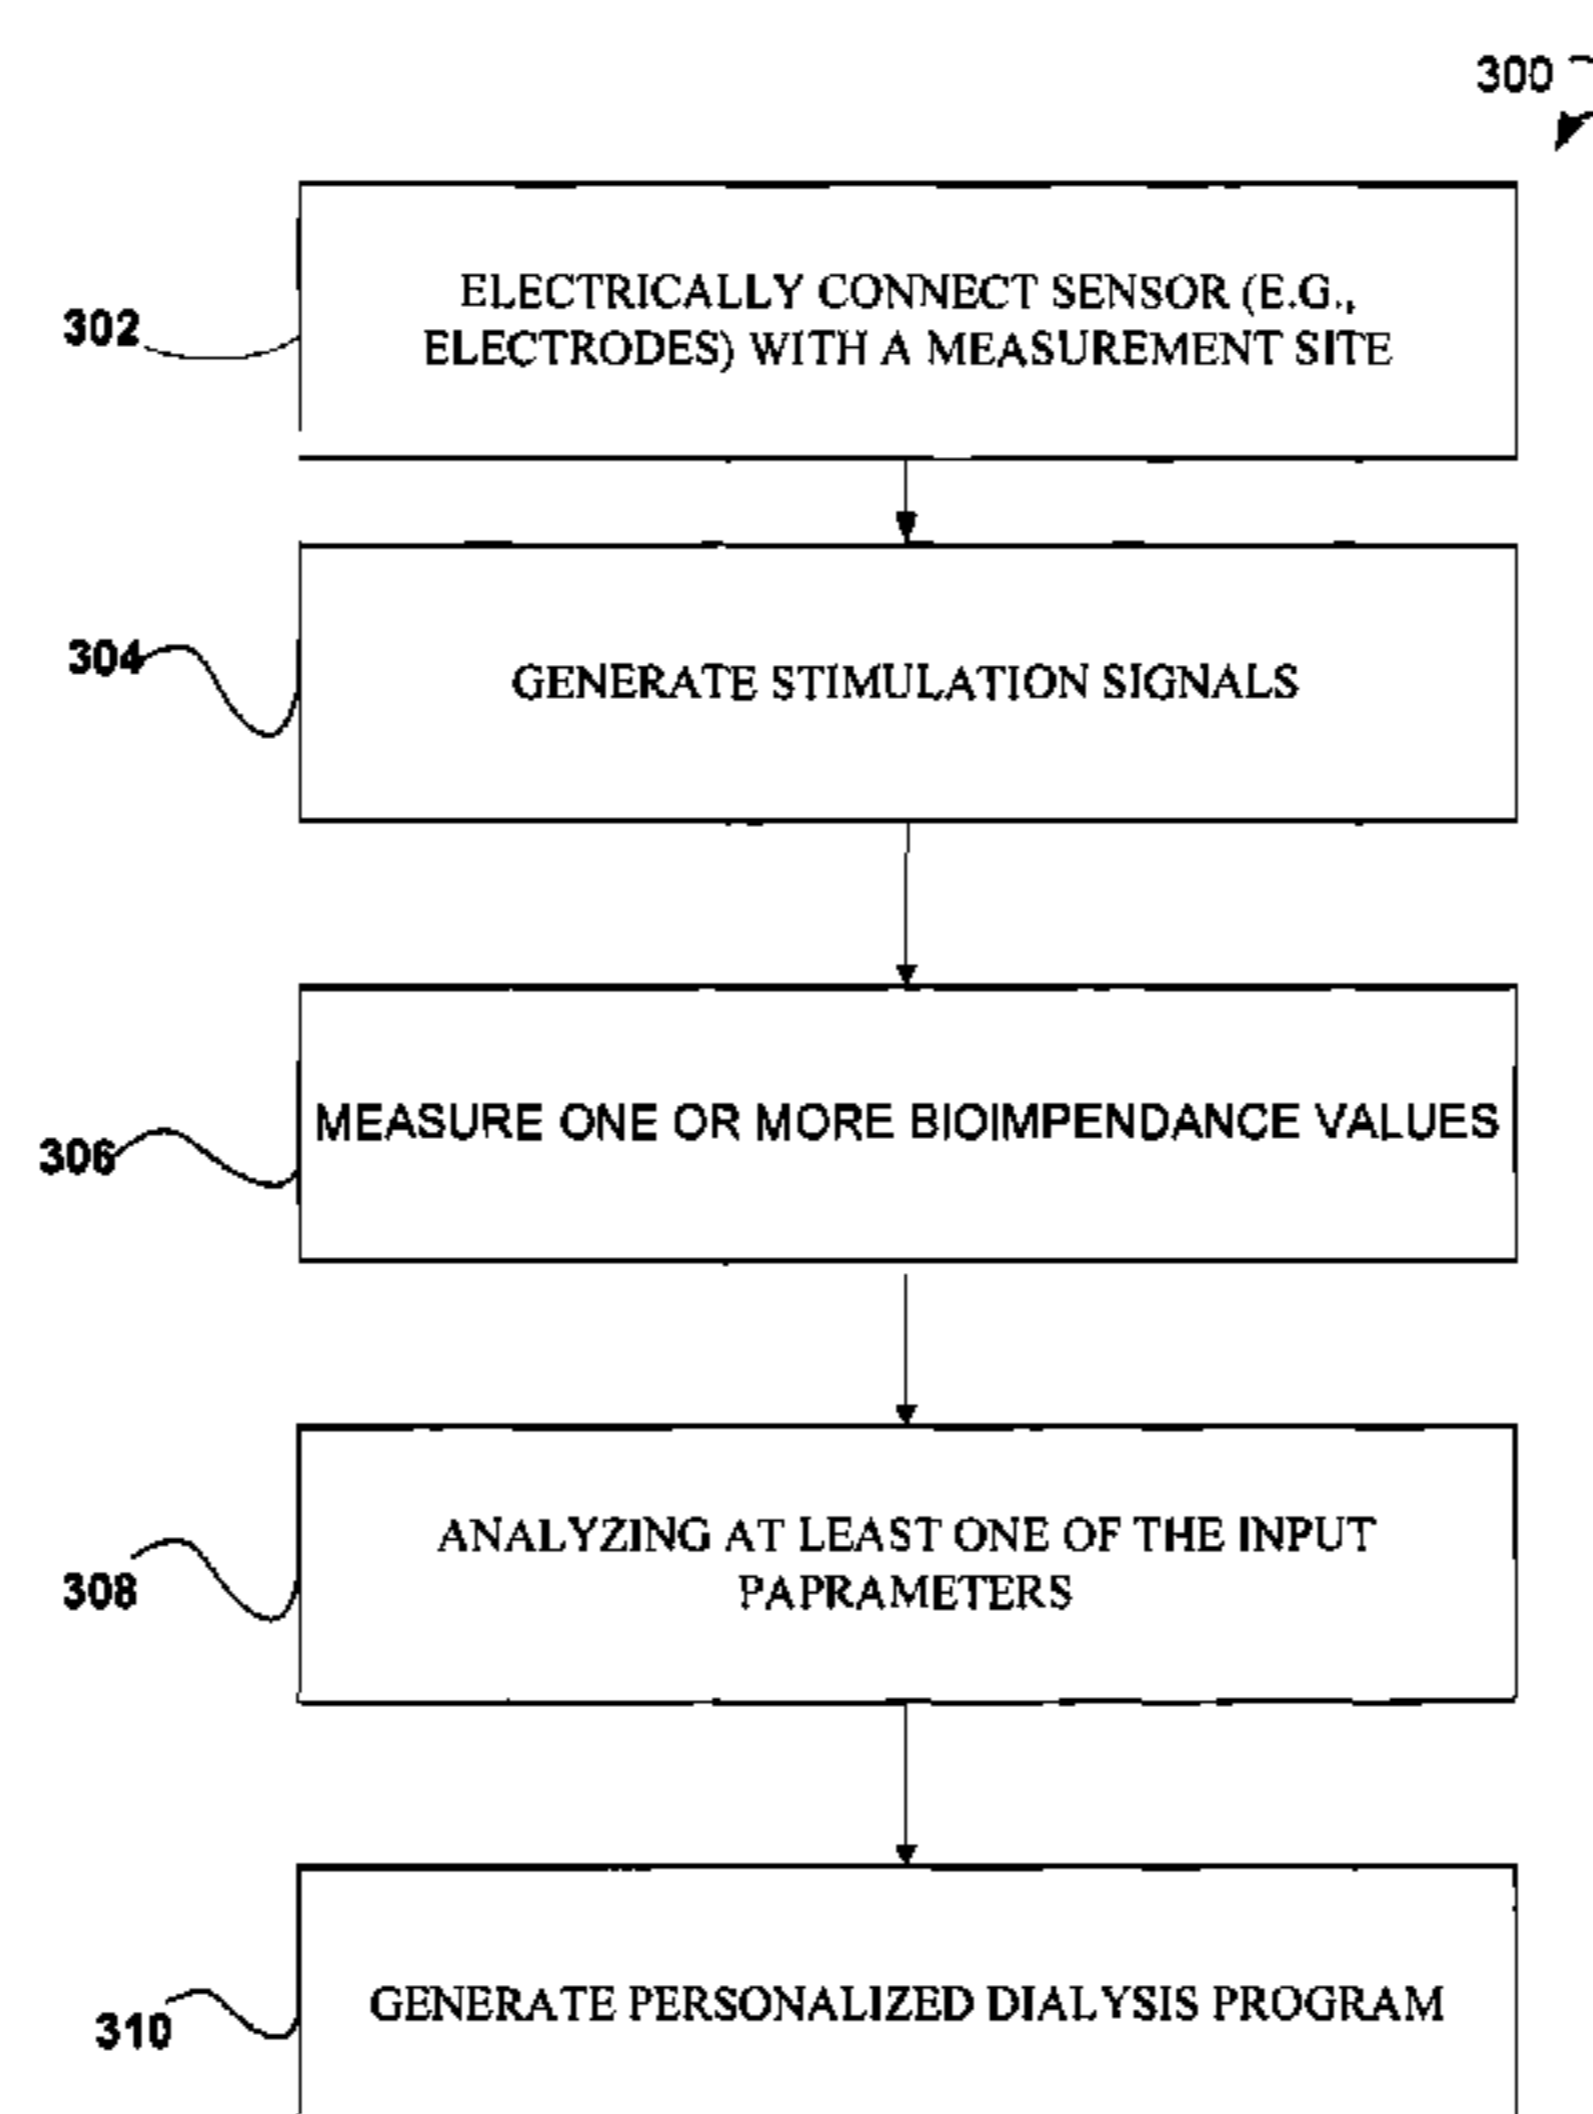 300
302
ELECTRICALLY CONNECT SENSOR (E.G.,
ELECTRODES) WITH A MEASUREMENT SITE
304
GENERATE STIMULATION SIGNALS
306
MEASURE ONE OR MORE BIOIMPENDANCE VALUES
308
ANALYZING AT LEAST ONE OF THE INPUT
PAPRAMETERS
310
GENERATE PERSONALIZED DIALYSIS PROGRAM